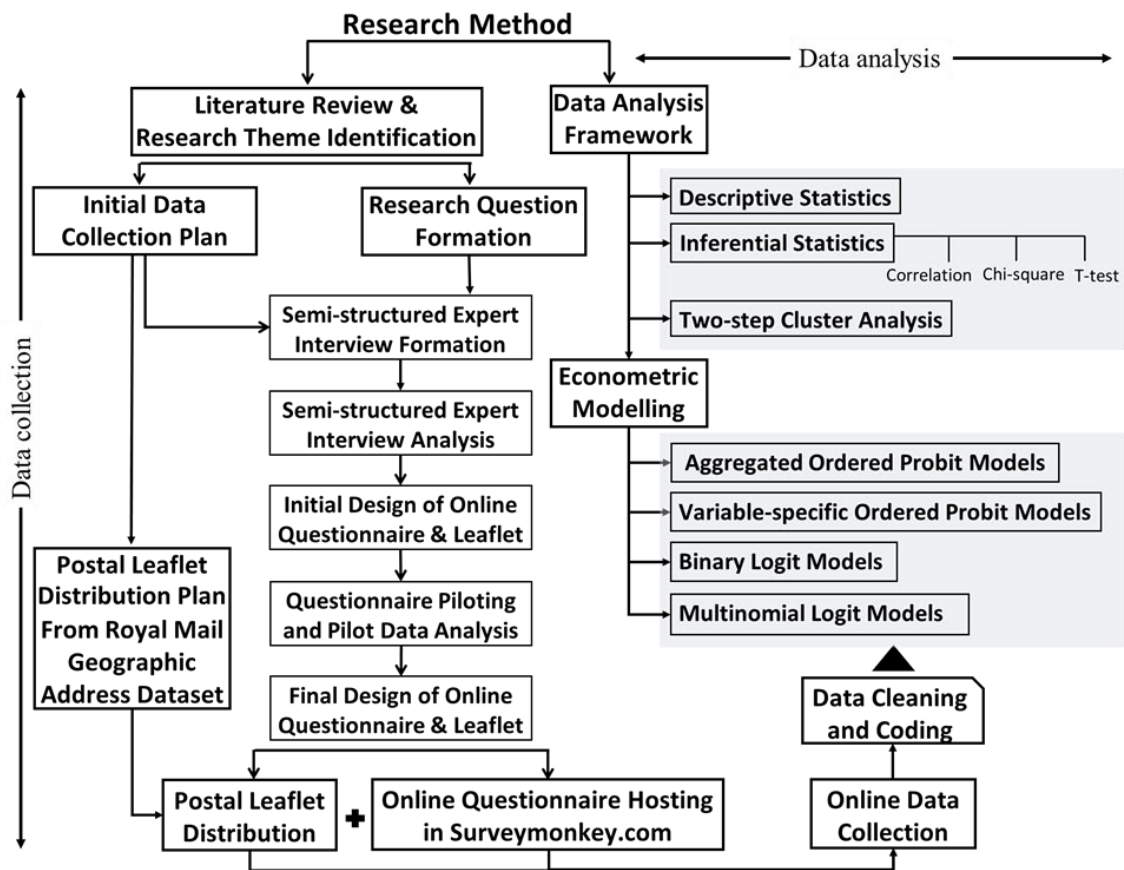 Research Method
Data analysis
Data collection
Literature Review &
Research Theme Identification
Initial Data
Collection Plan
Research Question
Formation
Semi-structured Expert
Interview Formation
Semi-structured Expert
Interview Analysis
Initial Design of Online
Questionnaire & Leaflet
Questionnaire Piloting
and Pilot Data Analysis
Final Design of Online
Questionnaire & Leaflet
Postal Leaflet
Distribution Plan
From Royal Mail
Geographic
Address Dataset
Postal Leaflet
Distribution
+
Online Questionnaire Hosting
in Surveymonkey.com
Online Data
Collection
Data Cleaning
and Coding
Data Analysis
Framework
Descriptive Statistics
Inferential Statistics
Correlation
Chi-square
T-test
Two-step Cluster Analysis
Econometric
Modelling
Aggregated Ordered Probit Models
Variable-specific Ordered Probit Models
Binary Logit Models
Multinomial Logit Models